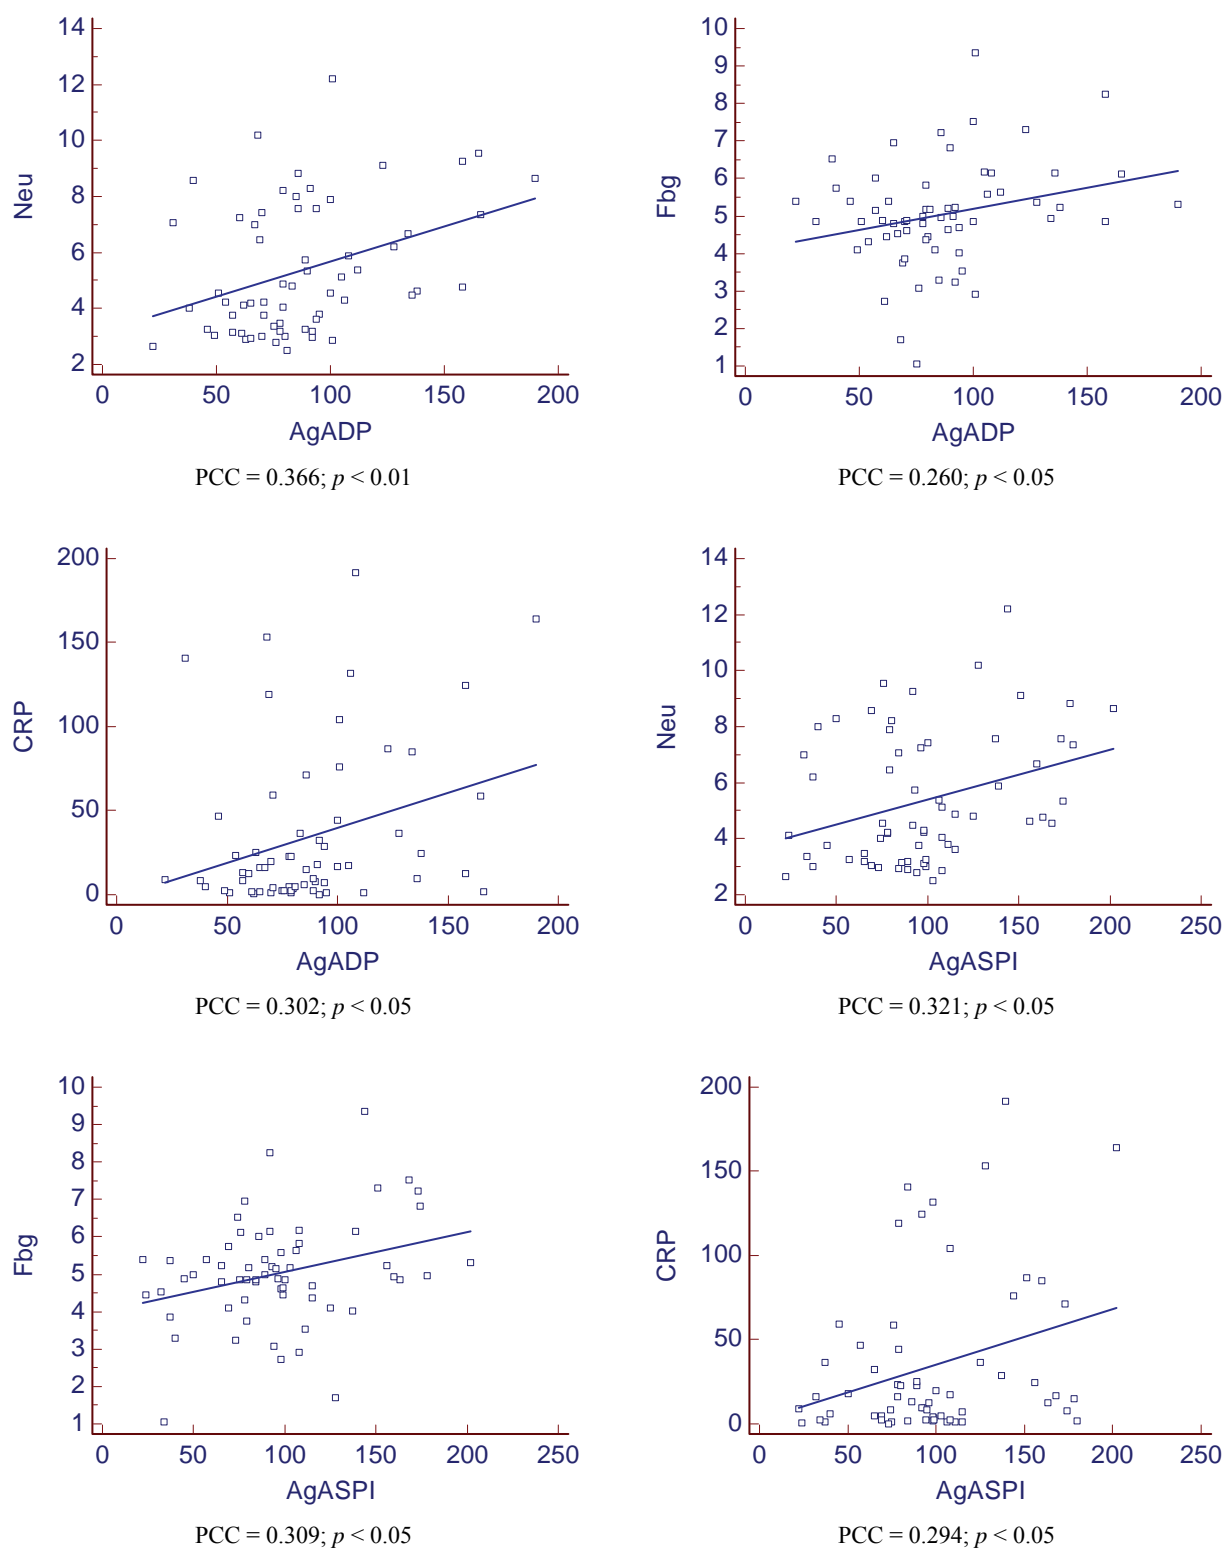 14
12
10
8
6
4
2
Neu
0 50 100 150 200
AgADP
PCC = 0.366; p < 0.01
10
9
8
7
6
5
4
3
2
1
Fbg
0 50 100 150 200
AgADP
PCC = 0.260; p < 0.05
200
150
100
50
0
CRP
0 50 100 150 200
AgADP
PCC = 0.302; p < 0.05
14
12
10
8
6
4
2
Neu
0 50 100 150 200 250
AgASPI
PCC = 0.321; p < 0.05
10
9
8
7
6
5
4
3
2
1
Fbg
0 50 100 150 200 250
AgASPI
PCC = 0.309; p < 0.05
200
150
100
50
0
CRP
0 50 100 150 200 250
AgASPI
PCC = 0.294; p < 0.05